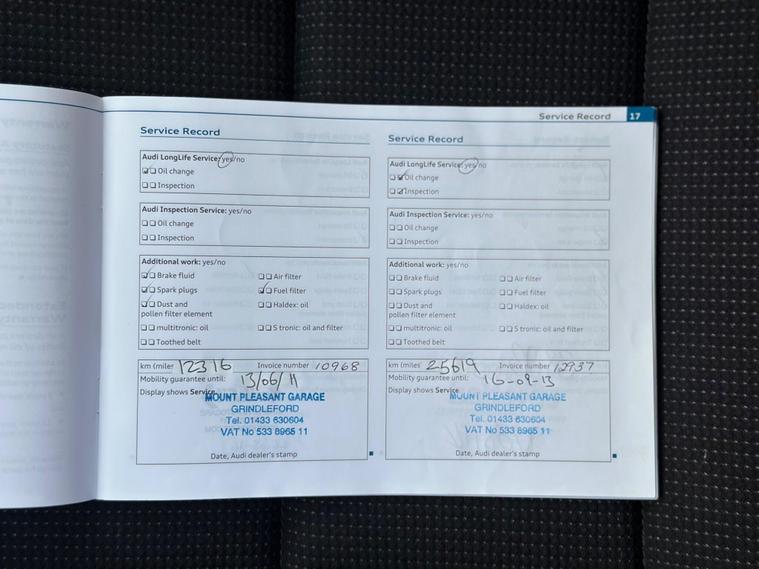 Service Record 17
Service Record
Audi LongLife Service: yes/no
Oil change
Inspection
Audi Inspection Service: yes/no
Oil change
Inspection
Additional work: yes/no
Brake fluid Air filter
Spark plugs Fuel filter
Dust and Haldex: oil
pollen filter element
multitronic: oil S tronic: oil and filter
Toothed belt
km (miles 12316 Invoice number 10968
Mobility guarantee until: 13/06/11
Display shows Service
MOUNT PLEASANT GARAGE
GRINDLEFORD
Tel. 01433 630604
VAT No 533 8965 11
Date, Audi dealer's stamp
Service Record
Audi LongLife Service: yes/no
Oil change
Inspection
Audi Inspection Service: yes/no
Oil change
Inspection
Additional work: yes/no
Brake fluid Air filter
Spark plugs Fuel filter
Dust and Haldex: oil
pollen filter element
multitronic: oil S tronic: oil and filter
Toothed belt
km (miles 25619 Invoice number 12937
Mobility guarantee until: 16-09-13
Display shows Service
MOUNT PLEASANT GARAGE
GRINDLEFORD
Tel. 01433 630604
VAT No 533 8965 11
Date, Audi dealer's stamp